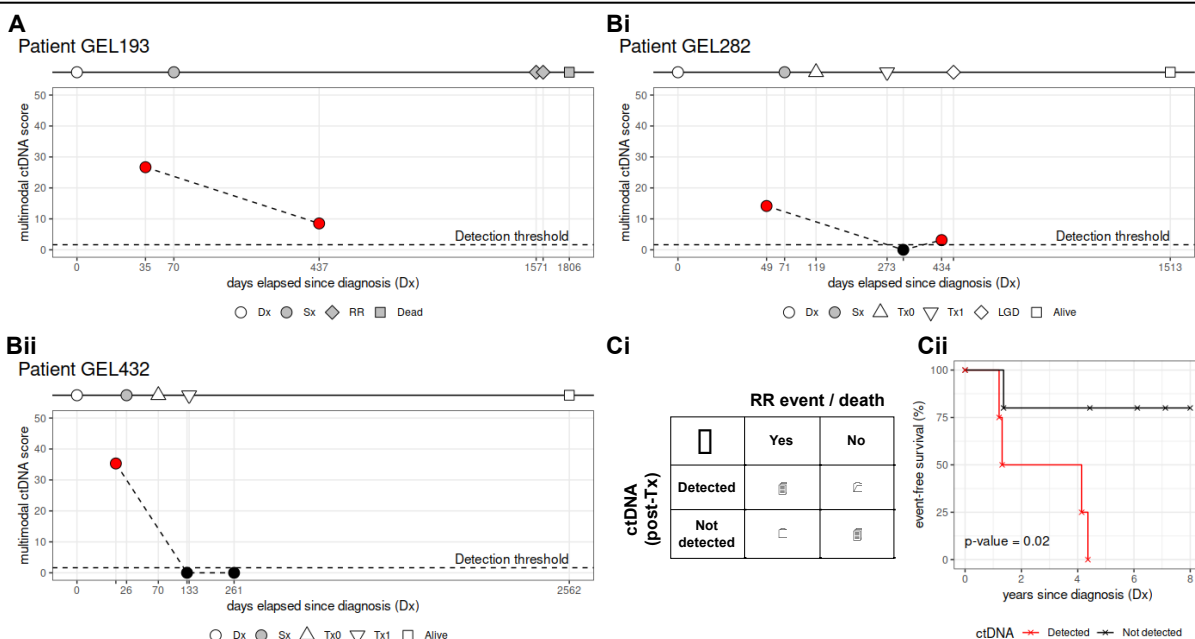 A
Patient GEL193
multimodal ctDNA score
50
40
30
20
10
0
Detection threshold
0 35 70 437 1571 1806
days elapsed since diagnosis (Dx)
Dx Sx RR Dead
Bi
Patient GEL282
multimodal ctDNA score
50
40
30
20
10
0
Detection threshold
0 49 71 119 273 434 1513
days elapsed since diagnosis (Dx)
Dx Sx Tx0 Tx1 LGD Alive
Bii
Patient GEL432
multimodal ctDNA score
50
40
30
20
10
0
Detection threshold
0 26 70 133 261 2562
days elapsed since diagnosis (Dx)
Dx Sx Tx0 Tx1 Alive
Ci
RR event / death
Yes No
ctDNA
(post-Tx)
Detected
Not
detected
Cii
event-free survival (%)
100
75
50
25
0
p-value = 0.02
0 2 4 6 8
years since diagnosis (Dx)
ctDNA Detected Not detected